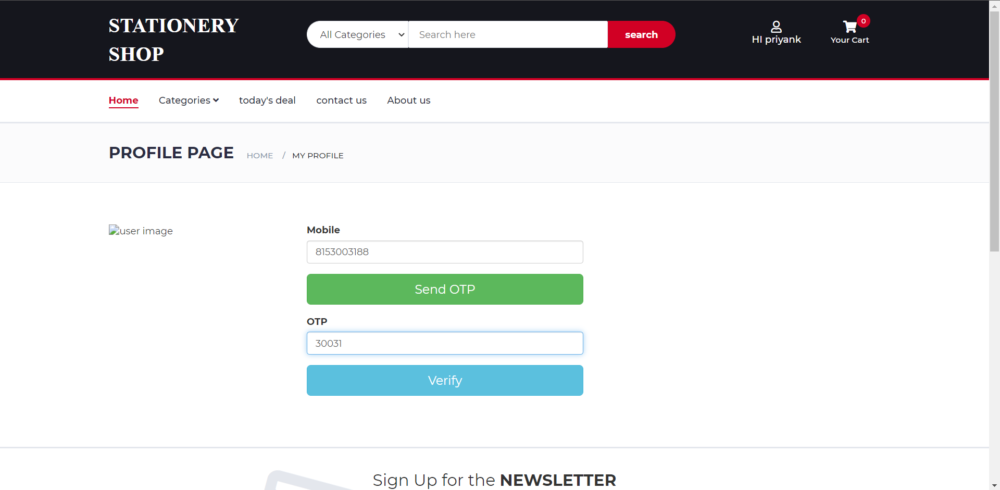 STATIONERY
SHOP
All Categories
Search here
search
HI priyank
0
Your Cart
Home
Categories
today's deal
contact us
About us
PROFILE PAGE
HOME / MY PROFILE
user image
Mobile
8153003188
Send OTP
OTP
30031
Verify
Sign Up for the NEWSLETTER